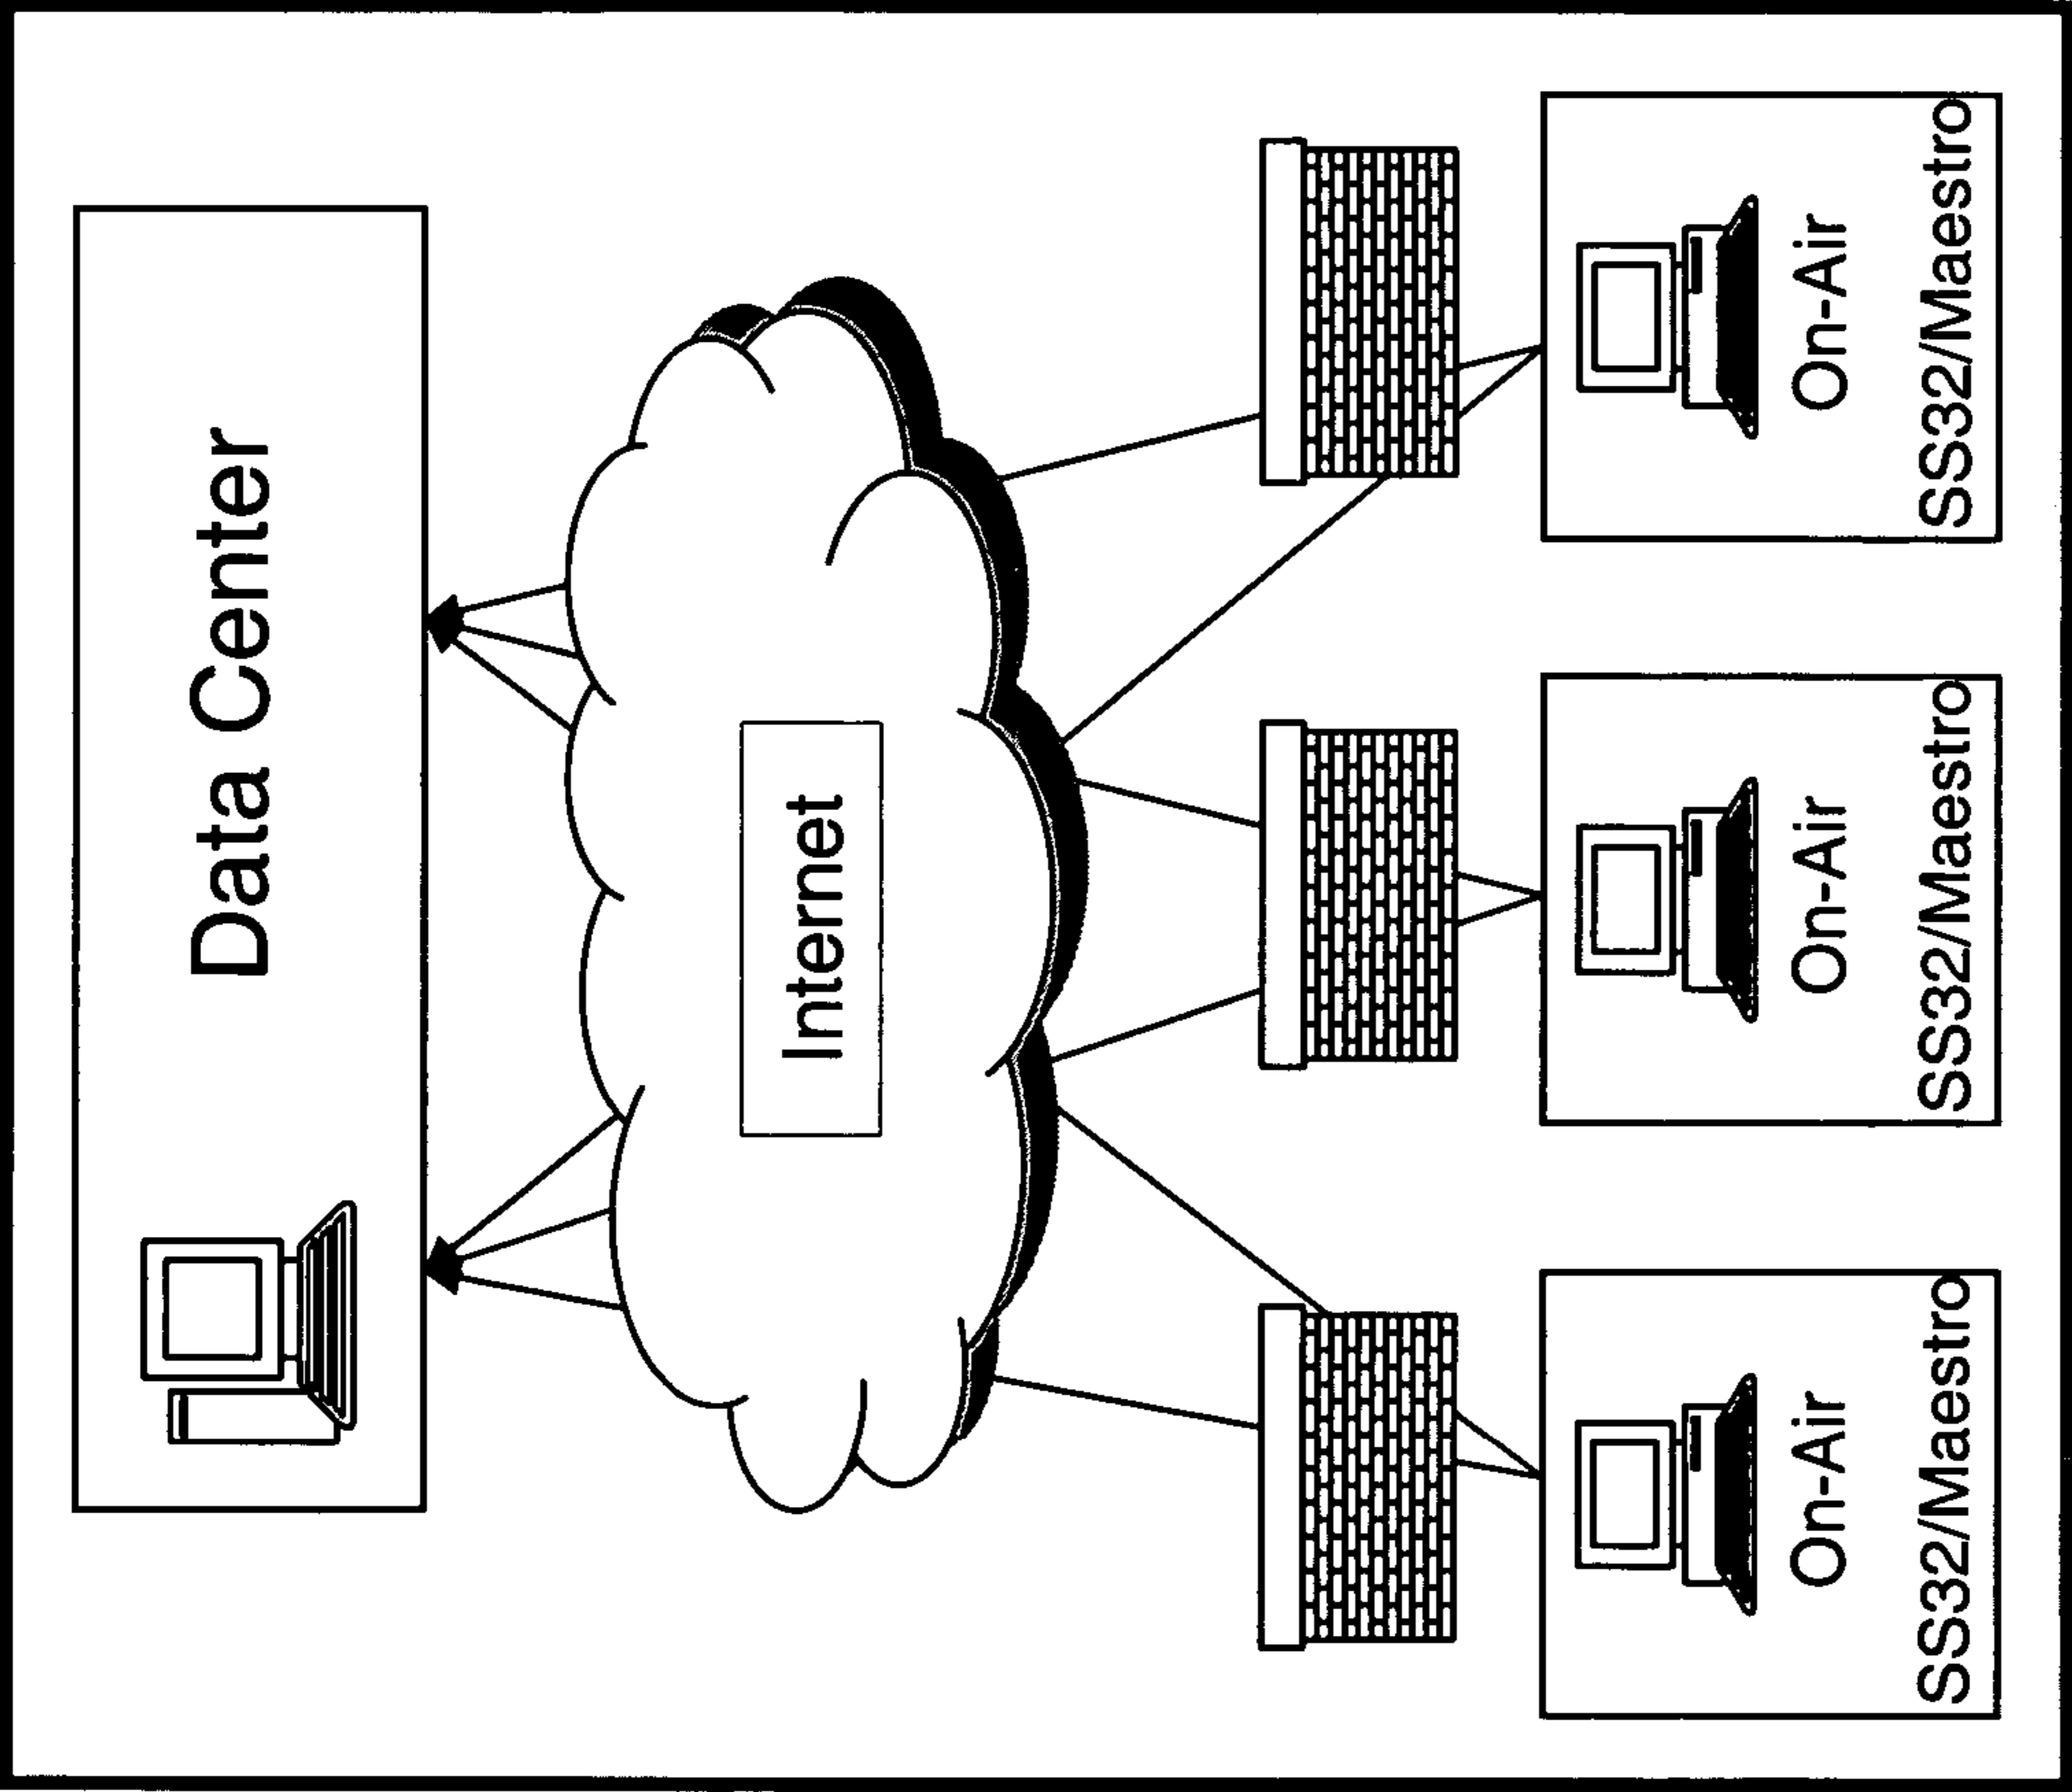 Data Center
Internet
On-Air
SS32/Maestro
On-Air
SS32/Maestro
On-Air
SS32/Maestro